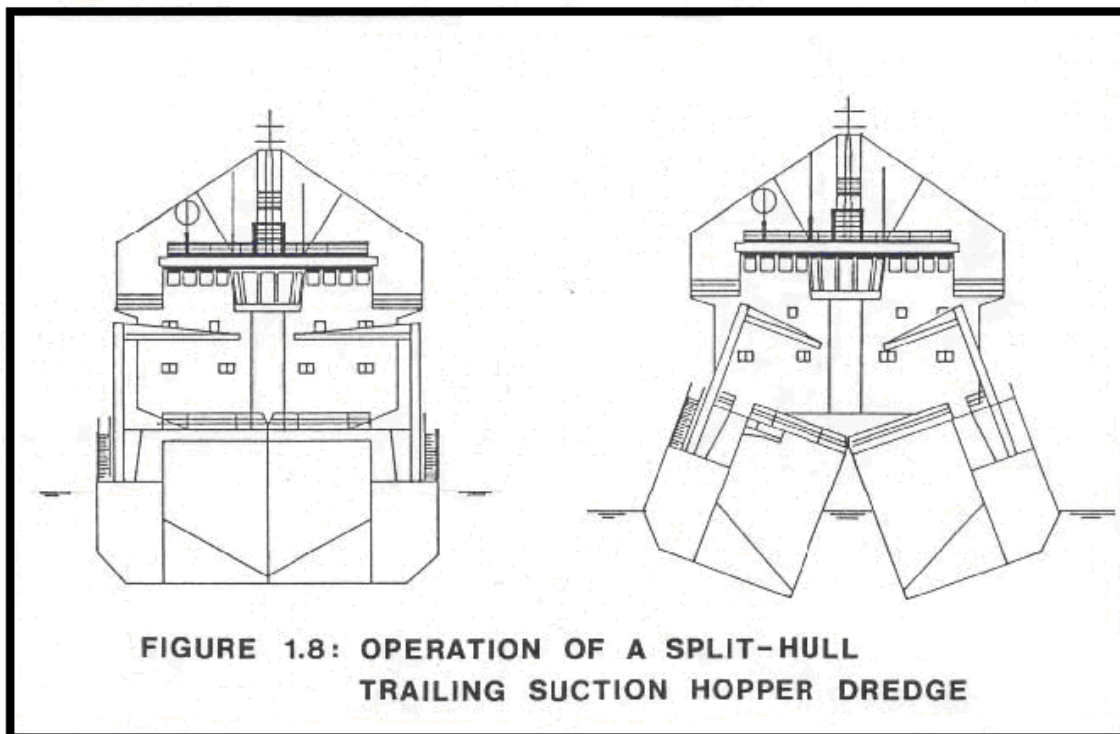 FIGURE 1.8: OPERATION OF A SPLIT-HULL
TRAILING SUCTION HOPPER DREDGE